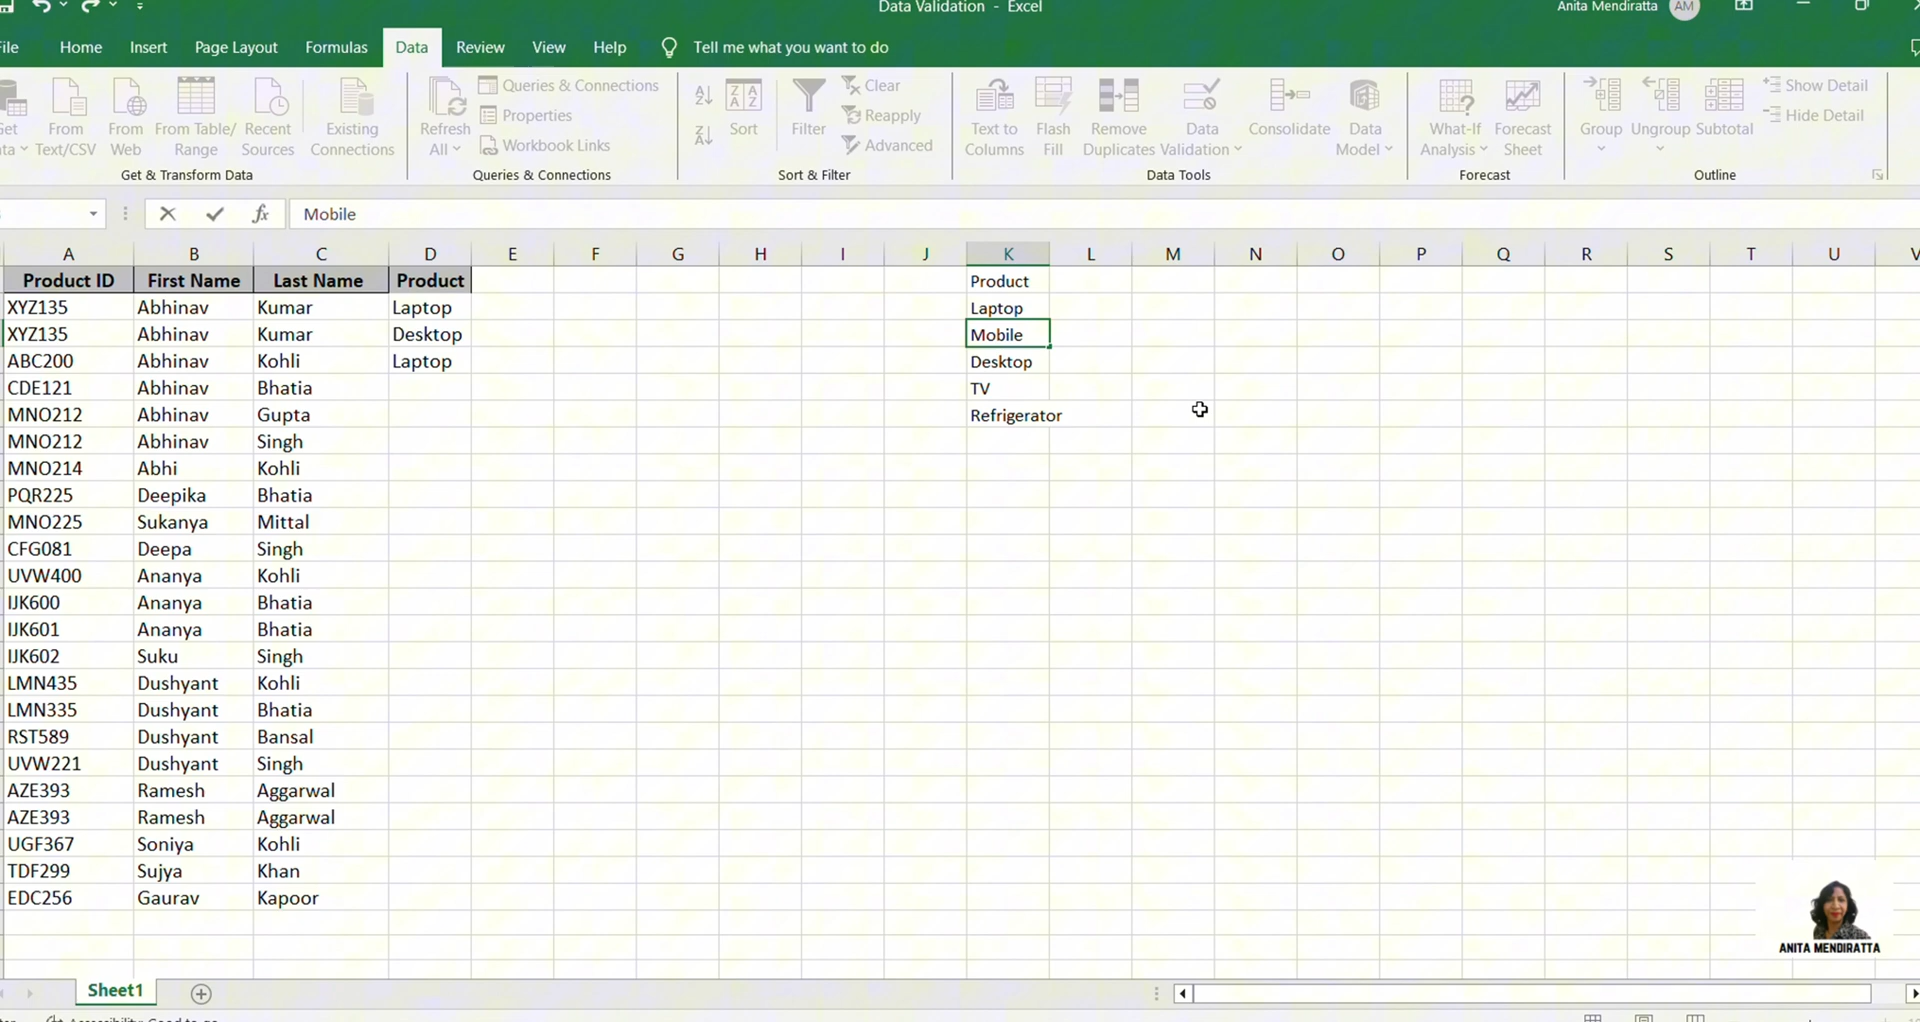 Data Validation - Excel
Anita Mendiratta AM
File Home Insert Page Layout Formulas Data Review View Help Tell me what you want to do
From Text/CSV
From Web
From Table/ Range
Recent Sources
Existing Connections
Get & Transform Data
Refresh All
Queries & Connections
Properties
Workbook Links
Queries & Connections
Sort
Filter
Clear
Reapply
Advanced
Sort & Filter
Text to Columns
Flash Fill
Remove Duplicates
Data Validation
Consolidate
Data Model
Data Tools
What-If Analysis
Forecast Sheet
Forecast
Group
Ungroup
Subtotal
Show Detail
Hide Detail
Outline
fx Mobile
A B C D E F G H I J K L M N O P Q R S T U V
Product ID First Name Last Name Product Product
XYZ135 Abhinav Kumar Laptop Laptop
XYZ135 Abhinav Kumar Desktop Mobile
ABC200 Abhinav Kohli Laptop Desktop
CDE121 Abhinav Bhatia TV
MNO212 Abhinav Gupta Refrigerator
MNO212 Abhinav Singh
MNO214 Abhi Kohli
PQR225 Deepika Bhatia
MNO225 Sukanya Mittal
CFG081 Deepa Singh
UVW400 Ananya Kohli
IJK600 Ananya Bhatia
IJK601 Ananya Bhatia
IJK602 Suku Singh
LMN435 Dushyant Kohli
LMN335 Dushyant Bhatia
RST589 Dushyant Bansal
UVW221 Dushyant Singh
AZE393 Ramesh Aggarwal
AZE393 Ramesh Aggarwal
UGF367 Soniya Kohli
TDF299 Sujya Khan
EDC256 Gaurav Kapoor
ANITA MENDIRATTA
Sheet1